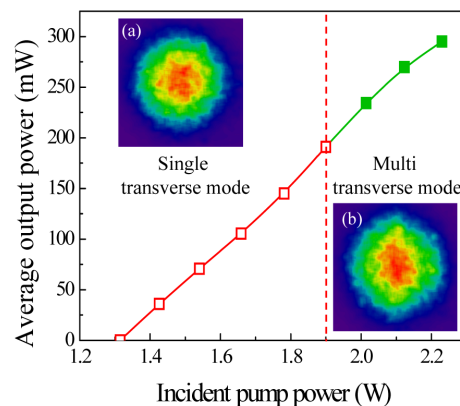 Average output power (mW)
300
250
200
150
100
50
0
(a)
Single
transverse mode
Multi
transverse mode
(b)
1.2
1.4
1.6
1.8
2.0
2.2
Incident pump power (W)